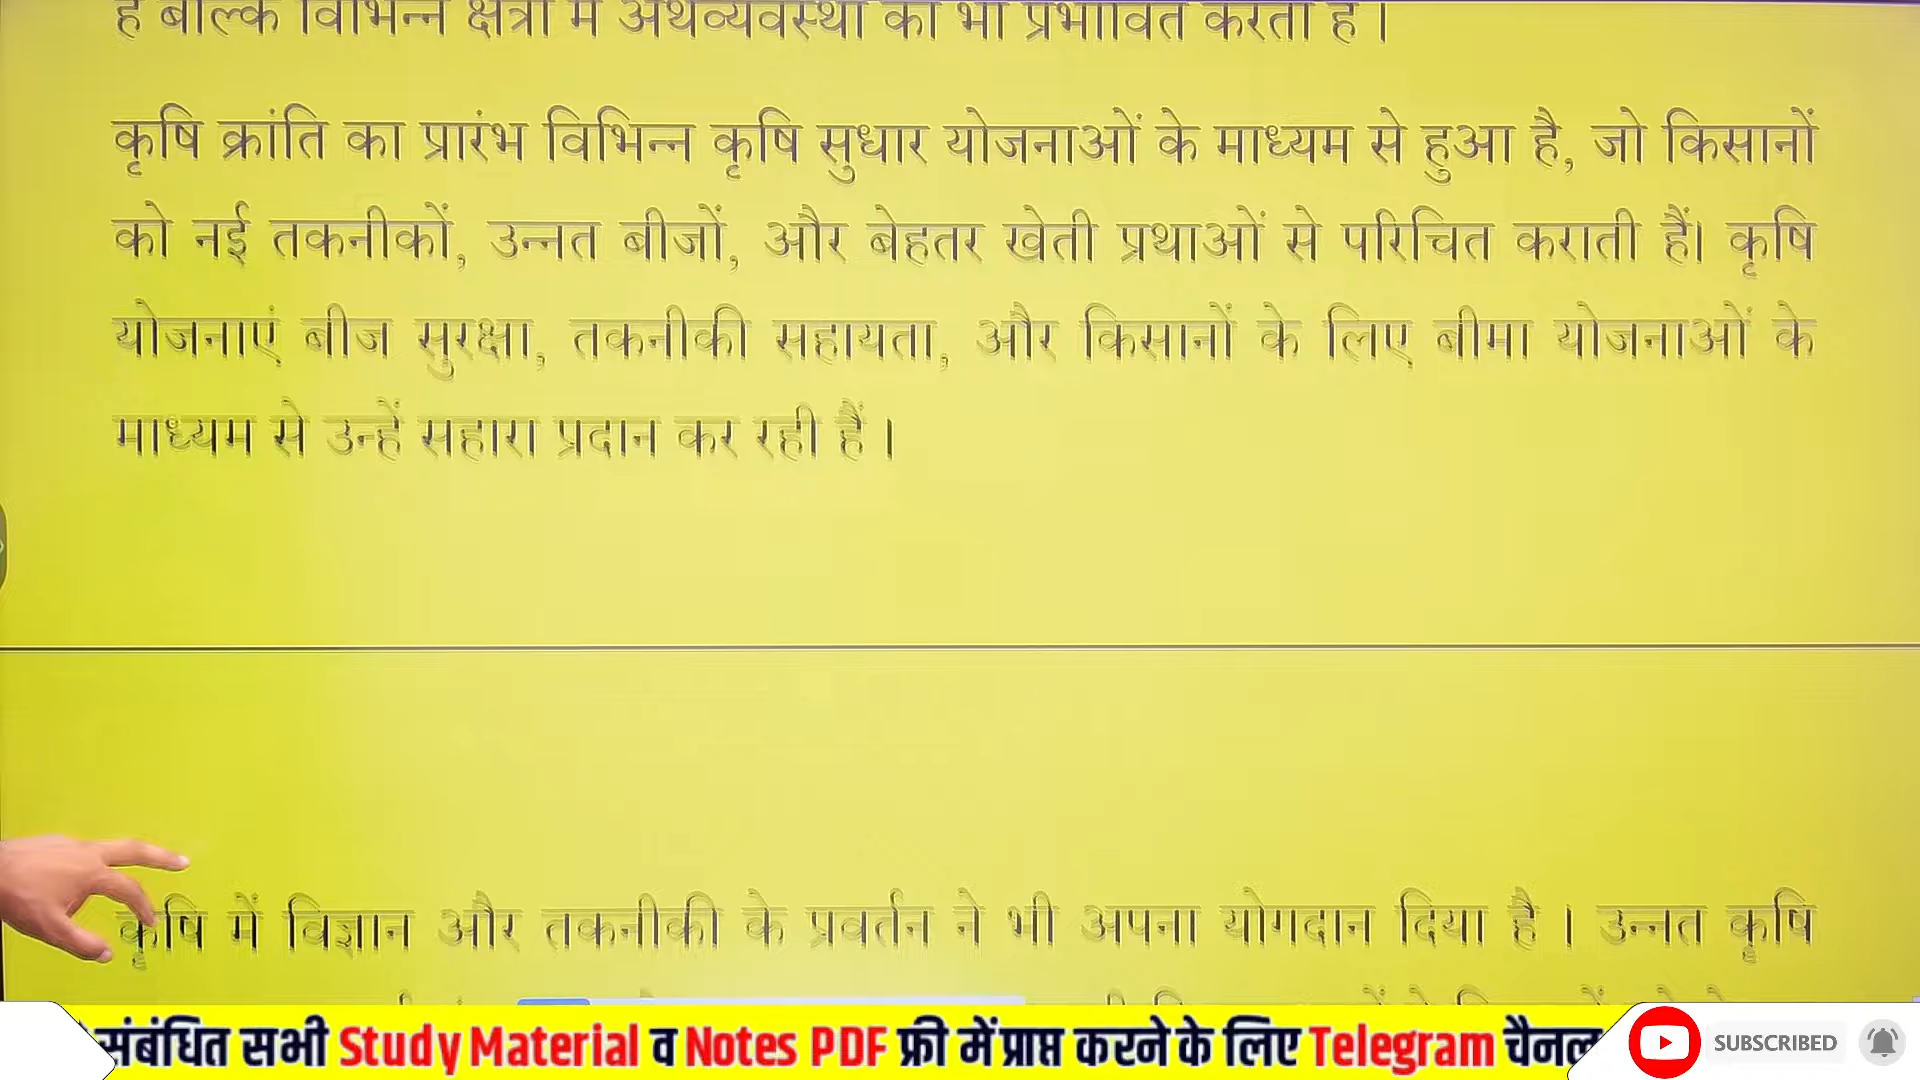 है बल्कि विभिन्न क्षेत्रों में अर्थव्यवस्था को भी प्रभावित करती है ।
कृषि क्रांति का प्रारंभ विभिन्न कृषि सुधार योजनाओं के माध्यम से हुआ है, जो किसानों
को नई तकनीकों, उन्नत बीजों, और बेहतर खेती प्रथाओं से परिचित कराती हैं। कृषि
योजनाएं बीज सुरक्षा, तकनीकी सहायता, और किसानों के लिए बीमा योजनाओं के
माध्यम से उन्हें सहारा प्रदान कर रही हैं ।
कृषि में विज्ञान और तकनीकी के प्रवर्तन ने भी अपना योगदान दिया है । उन्नत कृषि
संबंधित सभी Study Material व Notes PDF फ्री में प्राप्त करने के लिए Telegram चैनल
SUBSCRIBED